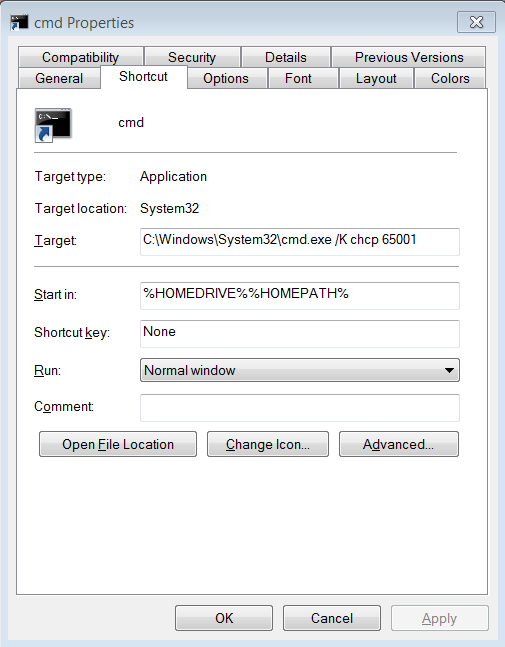 cmd Properties
Compatibility Security Details Previous Versions
General Shortcut Options Font Layout Colors
C:\_
cmd
Target type: Application
Target location: System32
Target: C:\Windows\System32\cmd.exe /K chcp 65001
Start in: %HOMEDRIVE%%HOMEPATH%
Shortcut key: None
Run: Normal window
Comment:
Open File Location Change Icon... Advanced...
OK Cancel Apply